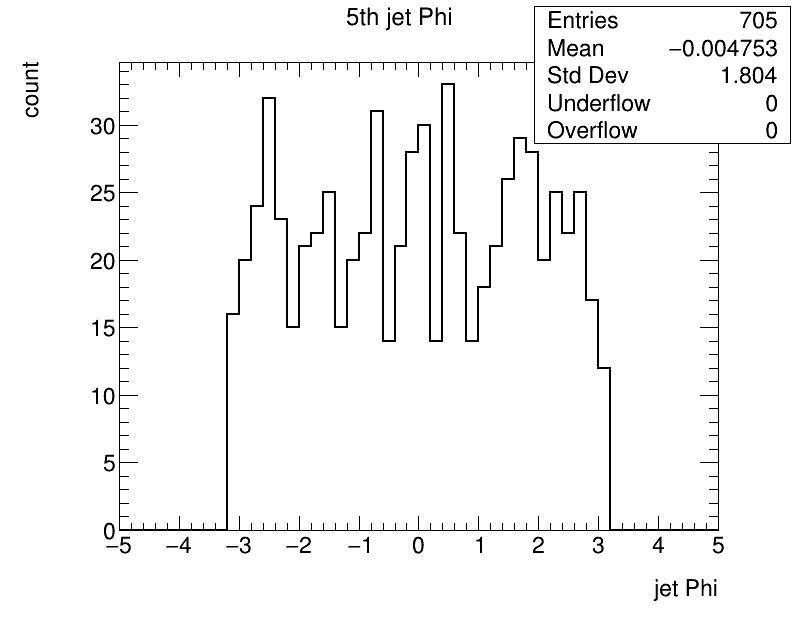 5th jet Phi
Entries 705
Mean −0.004753
Std Dev 1.804
Underflow 0
Overflow 0
count
30
25
20
15
10
5
0
−5 −4 −3 −2 −1 0 1 2 3 4 5
jet Phi